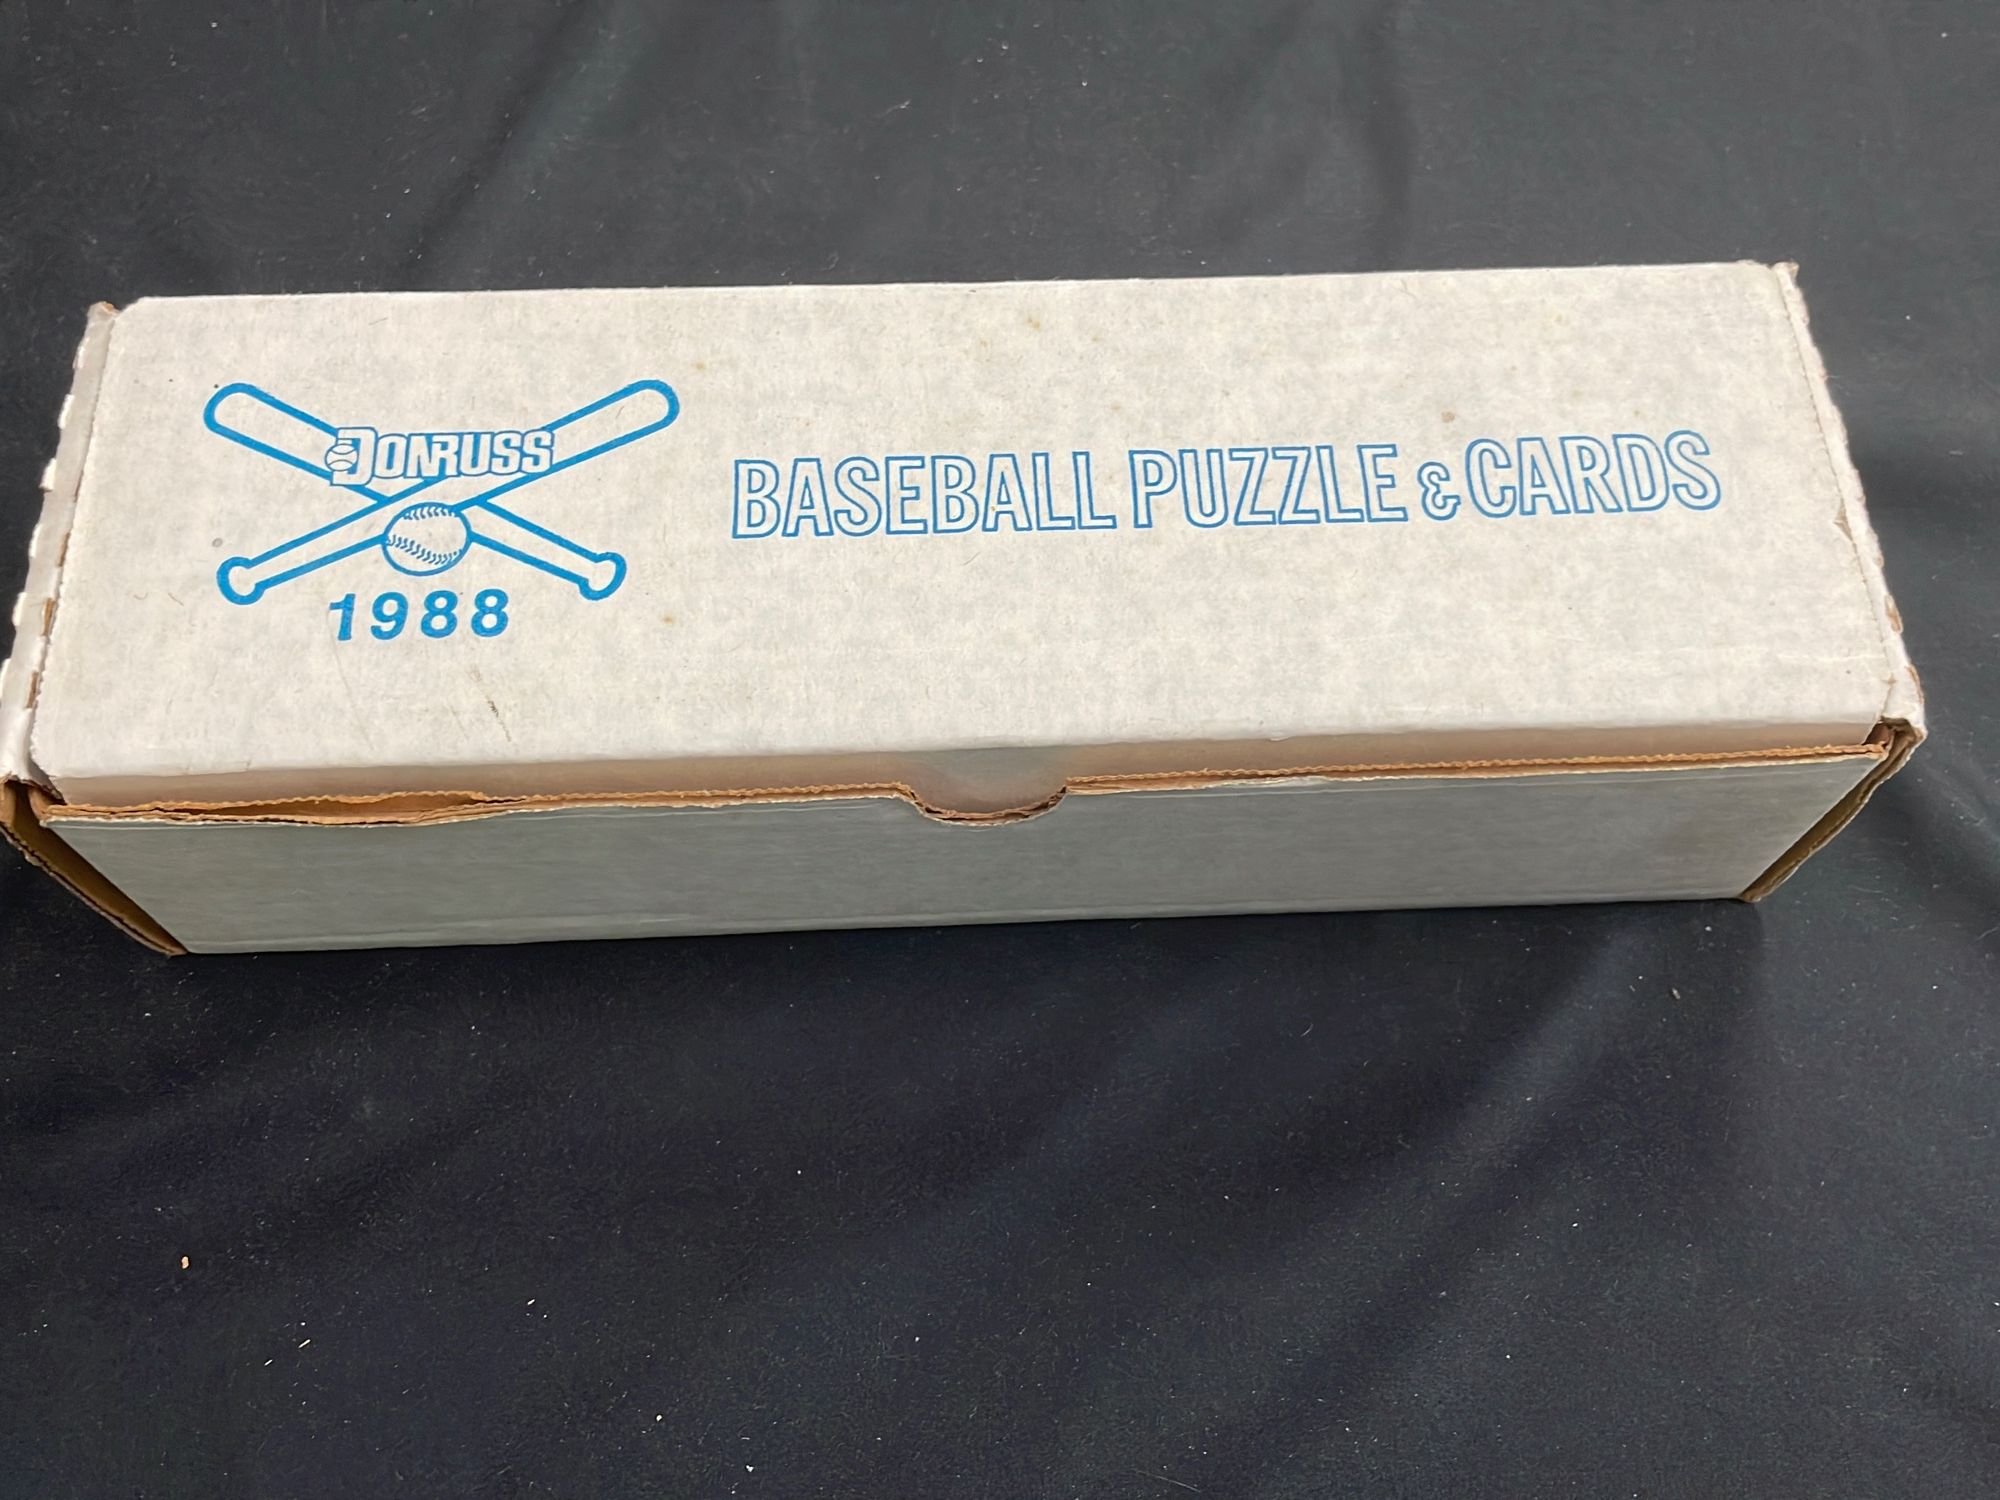 DONRUSS
1988
BASEBALL PUZZLE & CARDS